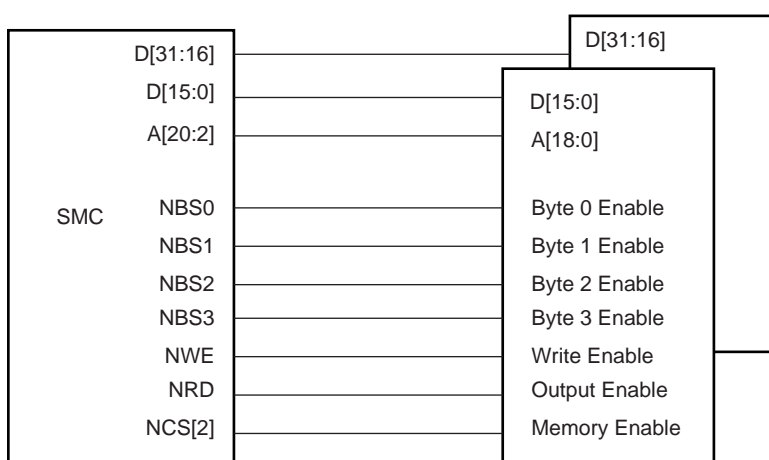 D[31:16] D[31:16]
D[15:0] D[15:0]
A[20:2] A[18:0]
SMC
NBS0 Byte 0 Enable
NBS1 Byte 1 Enable
NBS2 Byte 2 Enable
NBS3 Byte 3 Enable
NWE Write Enable
NRD Output Enable
NCS[2] Memory Enable